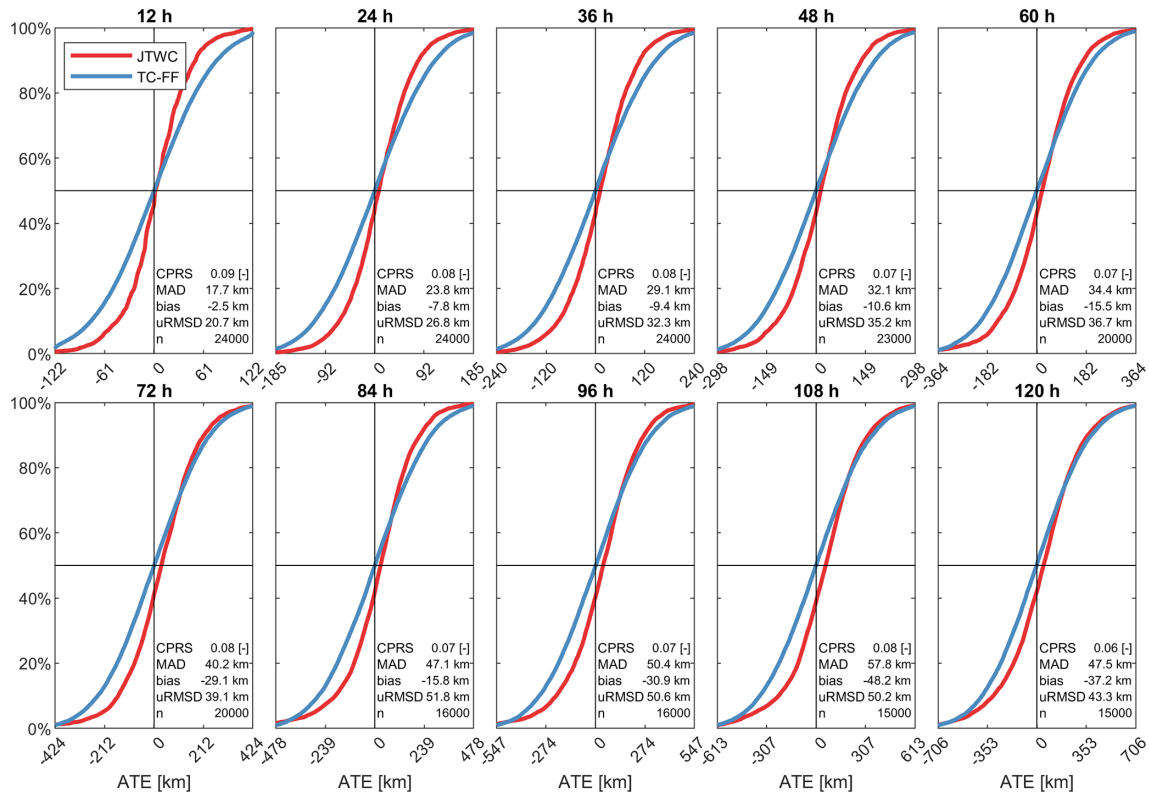 12 h 24 h 36 h 48 h 60 h
100%
JTWC
TC-FF
80%
60%
40%
CPRS 0.09 [-] CPRS 0.08 [-] CPRS 0.08 [-] CPRS 0.07 [-] CPRS 0.07 [-]
20% MAD 17.7 km MAD 23.8 km MAD 29.1 km MAD 32.1 km MAD 34.4 km
bias -2.5 km bias -7.8 km bias -9.4 km bias -10.6 km bias -15.5 km
uRMSD 20.7 km uRMSD 26.8 km uRMSD 32.3 km uRMSD 35.2 km uRMSD 36.7 km
n 24000 n 24000 n 24000 n 23000 n 20000
0%
-122 -61 0 61 122 -185 -92 0 92 185 -240 -120 0 120 240 -298 -149 0 149 298 -364 -182 0 182 364
72 h 84 h 96 h 108 h 120 h
100%
80%
60%
40%
CPRS 0.08 [-] CPRS 0.07 [-] CPRS 0.07 [-] CPRS 0.08 [-] CPRS 0.06 [-]
20% MAD 40.2 km MAD 47.1 km MAD 50.4 km MAD 57.8 km MAD 47.5 km
bias -29.1 km bias -15.8 km bias -30.9 km bias -48.2 km bias -37.2 km
uRMSD 39.1 km uRMSD 51.8 km uRMSD 50.6 km uRMSD 50.2 km uRMSD 43.3 km
n 20000 n 16000 n 16000 n 15000 n 15000
0%
-424 -212 0 212 424 -478 -239 0 239 478 -547 -274 0 274 547 -613 -307 0 307 613 -706 -353 0 353 706
ATE [km] ATE [km] ATE [km] ATE [km] ATE [km]